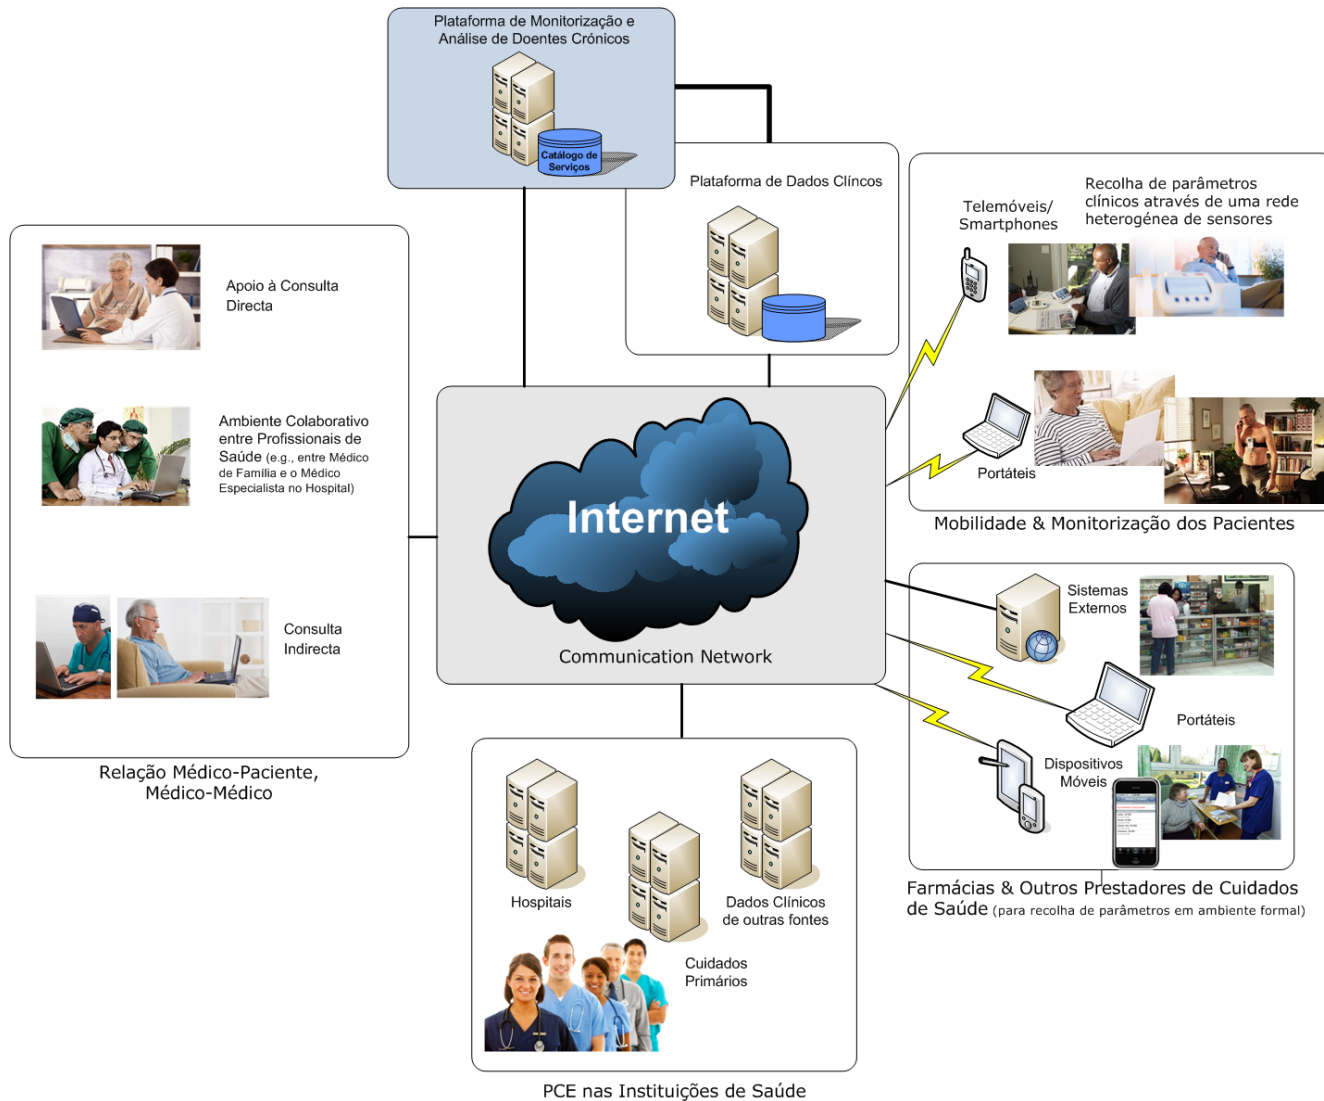 Plataforma de Monitorização e
Análise de Doentes Crónicos
Catálogo de
Serviços
Plataforma de Dados Clíncos
Telemóveis/
Smartphones
Recolha de parâmetros
clínicos através de uma rede
heterogénea de sensores
Portáteis
Mobilidade & Monitorização dos Pacientes
Apoio à Consulta
Directa
Ambiente Colaborativo
entre Profissionais de
Saúde (e.g., entre Médico
de Família e o Médico
Especialista no Hospital)
Consulta
Indirecta
Relação Médico-Paciente,
Médico-Médico
Internet
Communication Network
Sistemas
Externos
Portáteis
Dispositivos
Móveis
Farmácias & Outros Prestadores de Cuidados
de Saúde (para recolha de parâmetros em ambiente formal)
Hospitais
Dados Clínicos
de outras fontes
Cuidados
Primários
PCE nas Instituições de Saúde